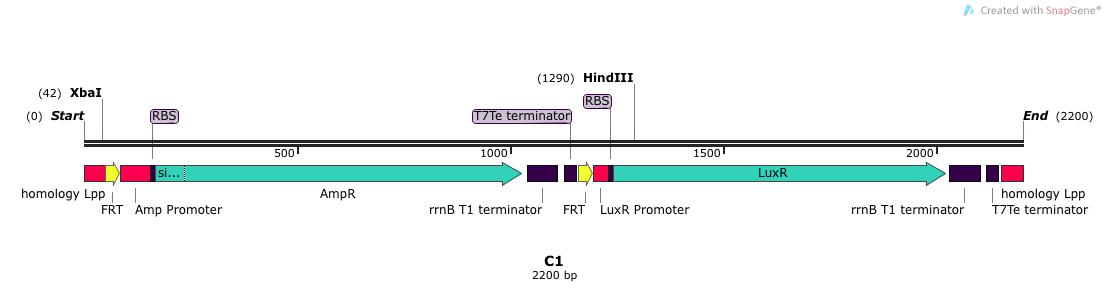 Created with SnapGene®
(1290) HindIII
(42) XbaI
RBS
(0) Start
RBS
T7Te terminator
End (2200)
500
1000
1500
2000
si...
LuxR
homology Lpp
AmpR
homology Lpp
FRT
Amp Promoter
rrnB T1 terminator
FRT
LuxR Promoter
rrnB T1 terminator
T7Te terminator
C1
2200 bp